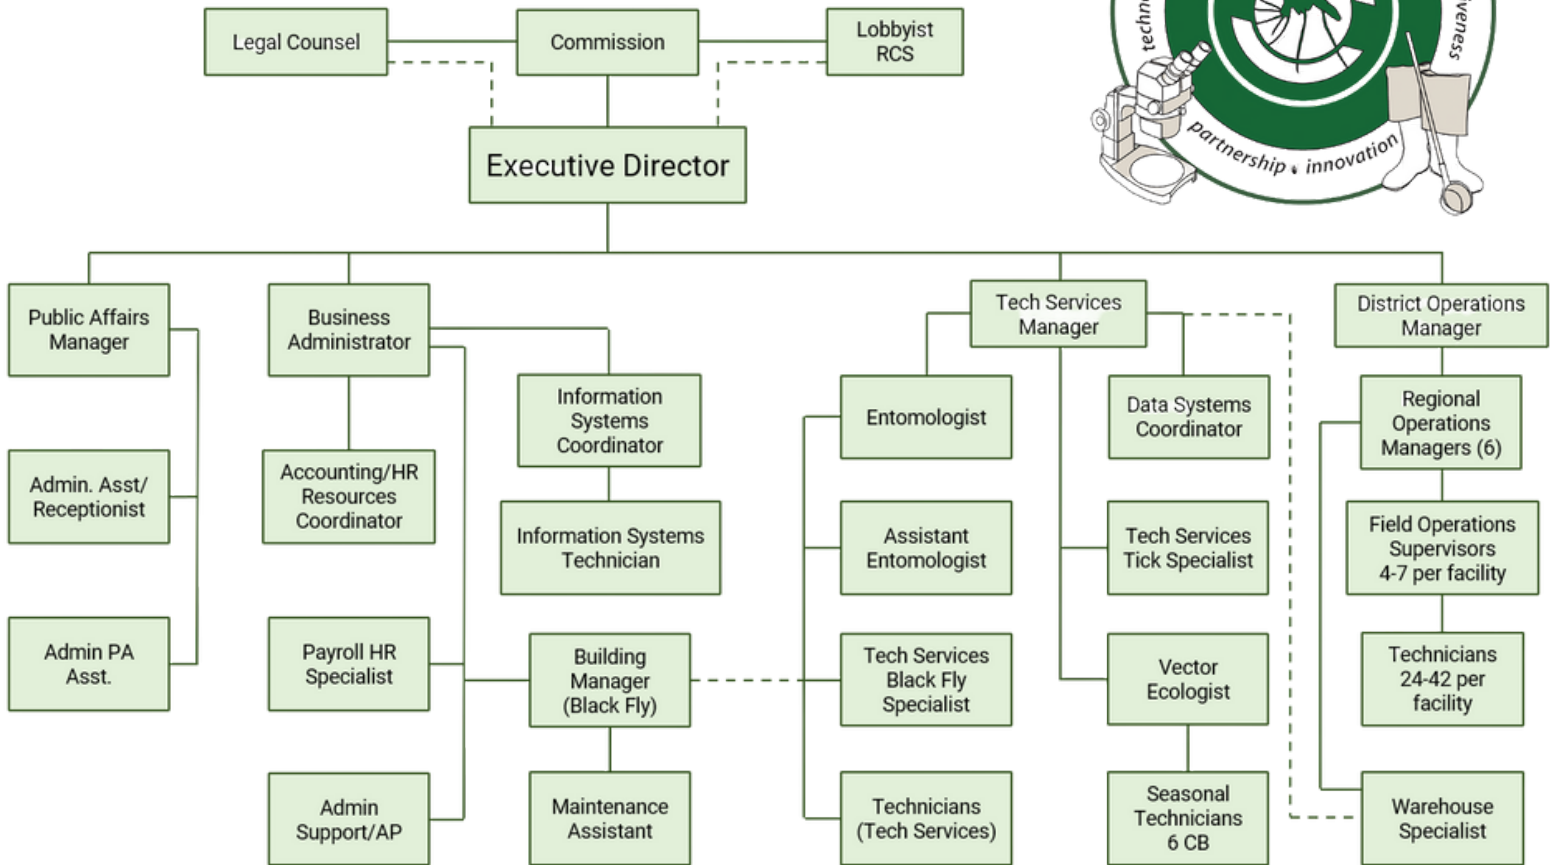 Legal Counsel
Commission
Lobbyist
RCS
Executive Director
partnership
innovation
Public Affairs
Manager
Business
Administrator
Tech Services
Manager
District Operations
Manager
Information
Systems
Coordinator
Entomologist
Data Systems
Coordinator
Regional
Operations
Managers (6)
Admin. Asst/
Receptionist
Accounting/HR
Resources
Coordinator
Information Systems
Technician
Assistant
Entomologist
Tech Services
Tick Specialist
Field Operations
Supervisors
4-7 per facility
Admin PA
Asst.
Payroll HR
Specialist
Building
Manager
(Black Fly)
Tech Services
Black Fly
Specialist
Vector
Ecologist
Technicians
24-42 per
facility
Admin
Support/AP
Maintenance
Assistant
Technicians
(Tech Services)
Seasonal
Technicians
6 CB
Warehouse
Specialist